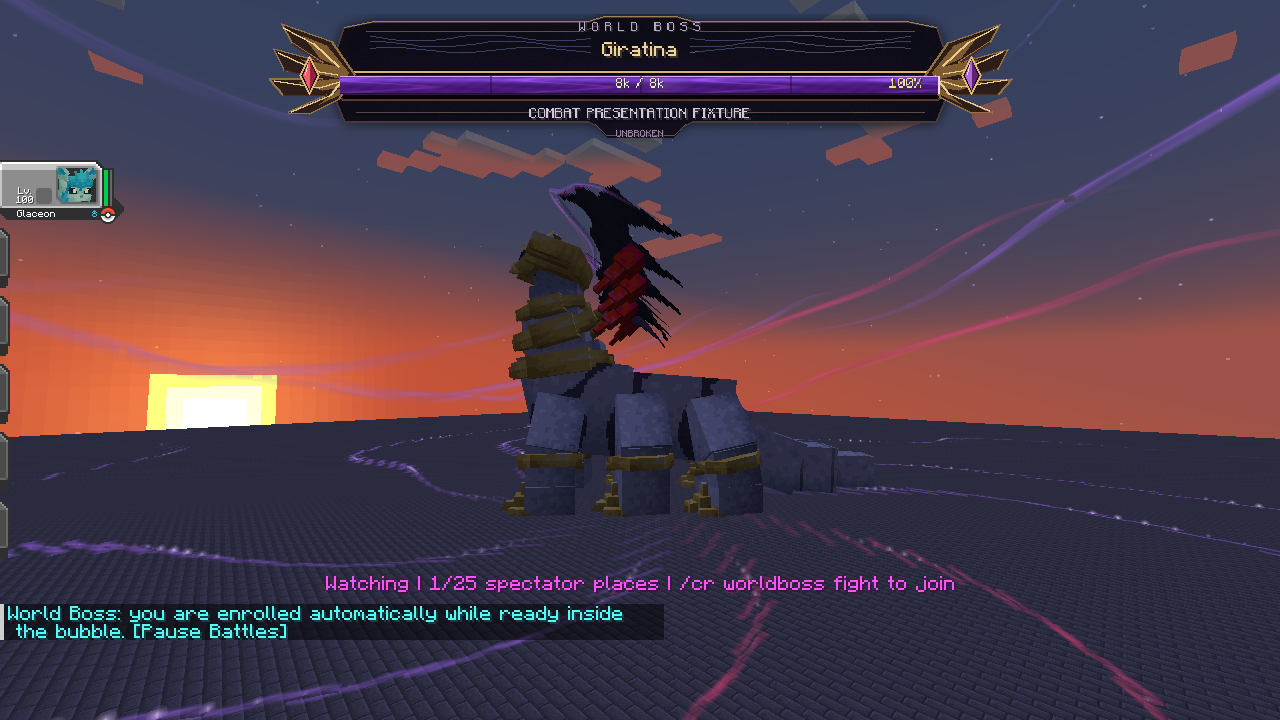 WORLD BOSS
Giratina
8k / 8k
100%
COMBAT PRESENTATION FIXTURE
UNBROKEN
Lv.
100
Glaceon
Watching | 1/25 spectator places | /cr worldboss fight to join
World Boss: you are enrolled automatically while ready inside
the bubble. [Pause Battles]